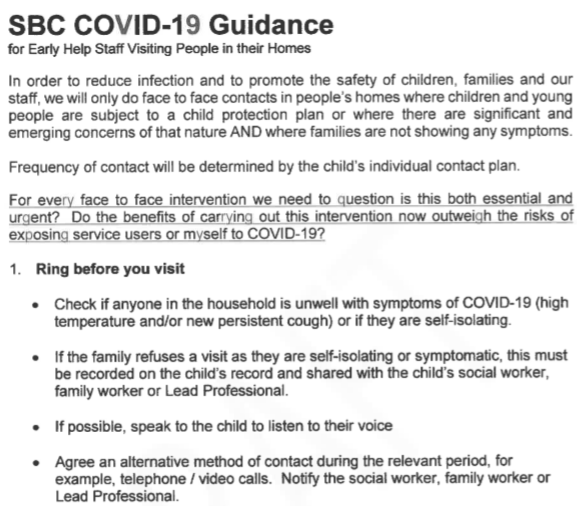 SBC COVID-19 Guidance
for Early Help Staff Visiting People in their Homes
In order to reduce infection and to promote the safety of children, families and our
staff, we will only do face to face contacts in people's homes where children and young
people are subject to a child protection plan or where there are significant and
emerging concerns of that nature AND where families are not showing any symptoms.
Frequency of contact will be determined by the child's individual contact plan.
For every face to face intervention we need to question is this both essential and
urgent? Do the benefits of carrying out this intervention now outweigh the risks of
exposing service users or myself to COVID-19?
1. Ring before you visit
• Check if anyone in the household is unwell with symptoms of COVID-19 (high
temperature and/or new persistent cough) or if they are self-isolating.
• If the family refuses a visit as they are self-isolating or symptomatic, this must
be recorded on the child's record and shared with the child's social worker,
family worker or Lead Professional.
• If possible, speak to the child to listen to their voice
• Agree an alternative method of contact during the relevant period, for
example, telephone / video calls. Notify the social worker, family worker or
Lead Professional.